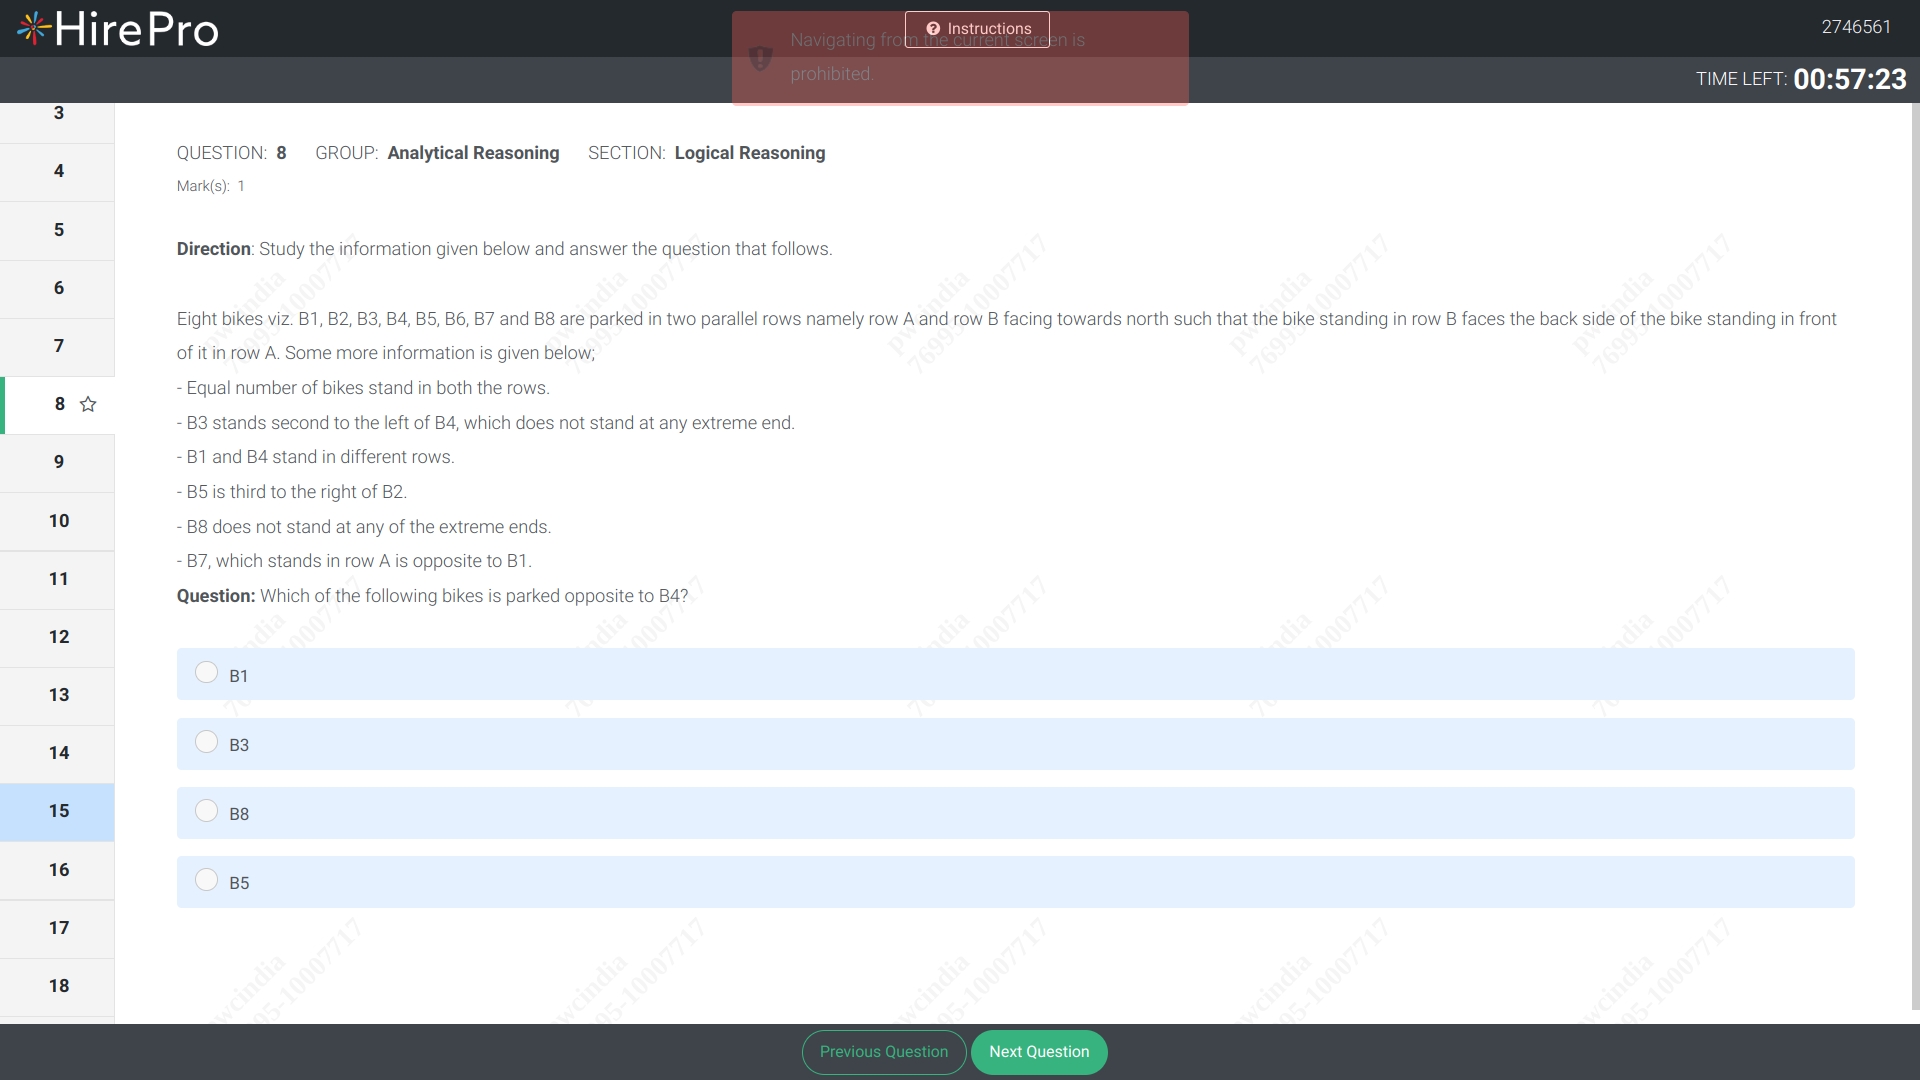 HirePro
Instructions
2746561
Navigating from the current screen is
prohibited.
TIME LEFT: 00:57:23
3
4
5
6
7
8
9
10
11
12
13
14
15
16
17
18
QUESTION: 8 GROUP: Analytical Reasoning SECTION: Logical Reasoning
Mark(s): 1
Direction: Study the information given below and answer the question that follows.
Eight bikes viz. B1, B2, B3, B4, B5, B6, B7 and B8 are parked in two parallel rows namely row A and row B facing towards north such that the bike standing in row B faces the back side of the bike standing in front
of it in row A. Some more information is given below;
- Equal number of bikes stand in both the rows.
- B3 stands second to the left of B4, which does not stand at any extreme end.
- B1 and B4 stand in different rows.
- B5 is third to the right of B2.
- B8 does not stand at any of the extreme ends.
- B7, which stands in row A is opposite to B1.
Question: Which of the following bikes is parked opposite to B4?
B1
B3
B8
B5
Previous Question
Next Question